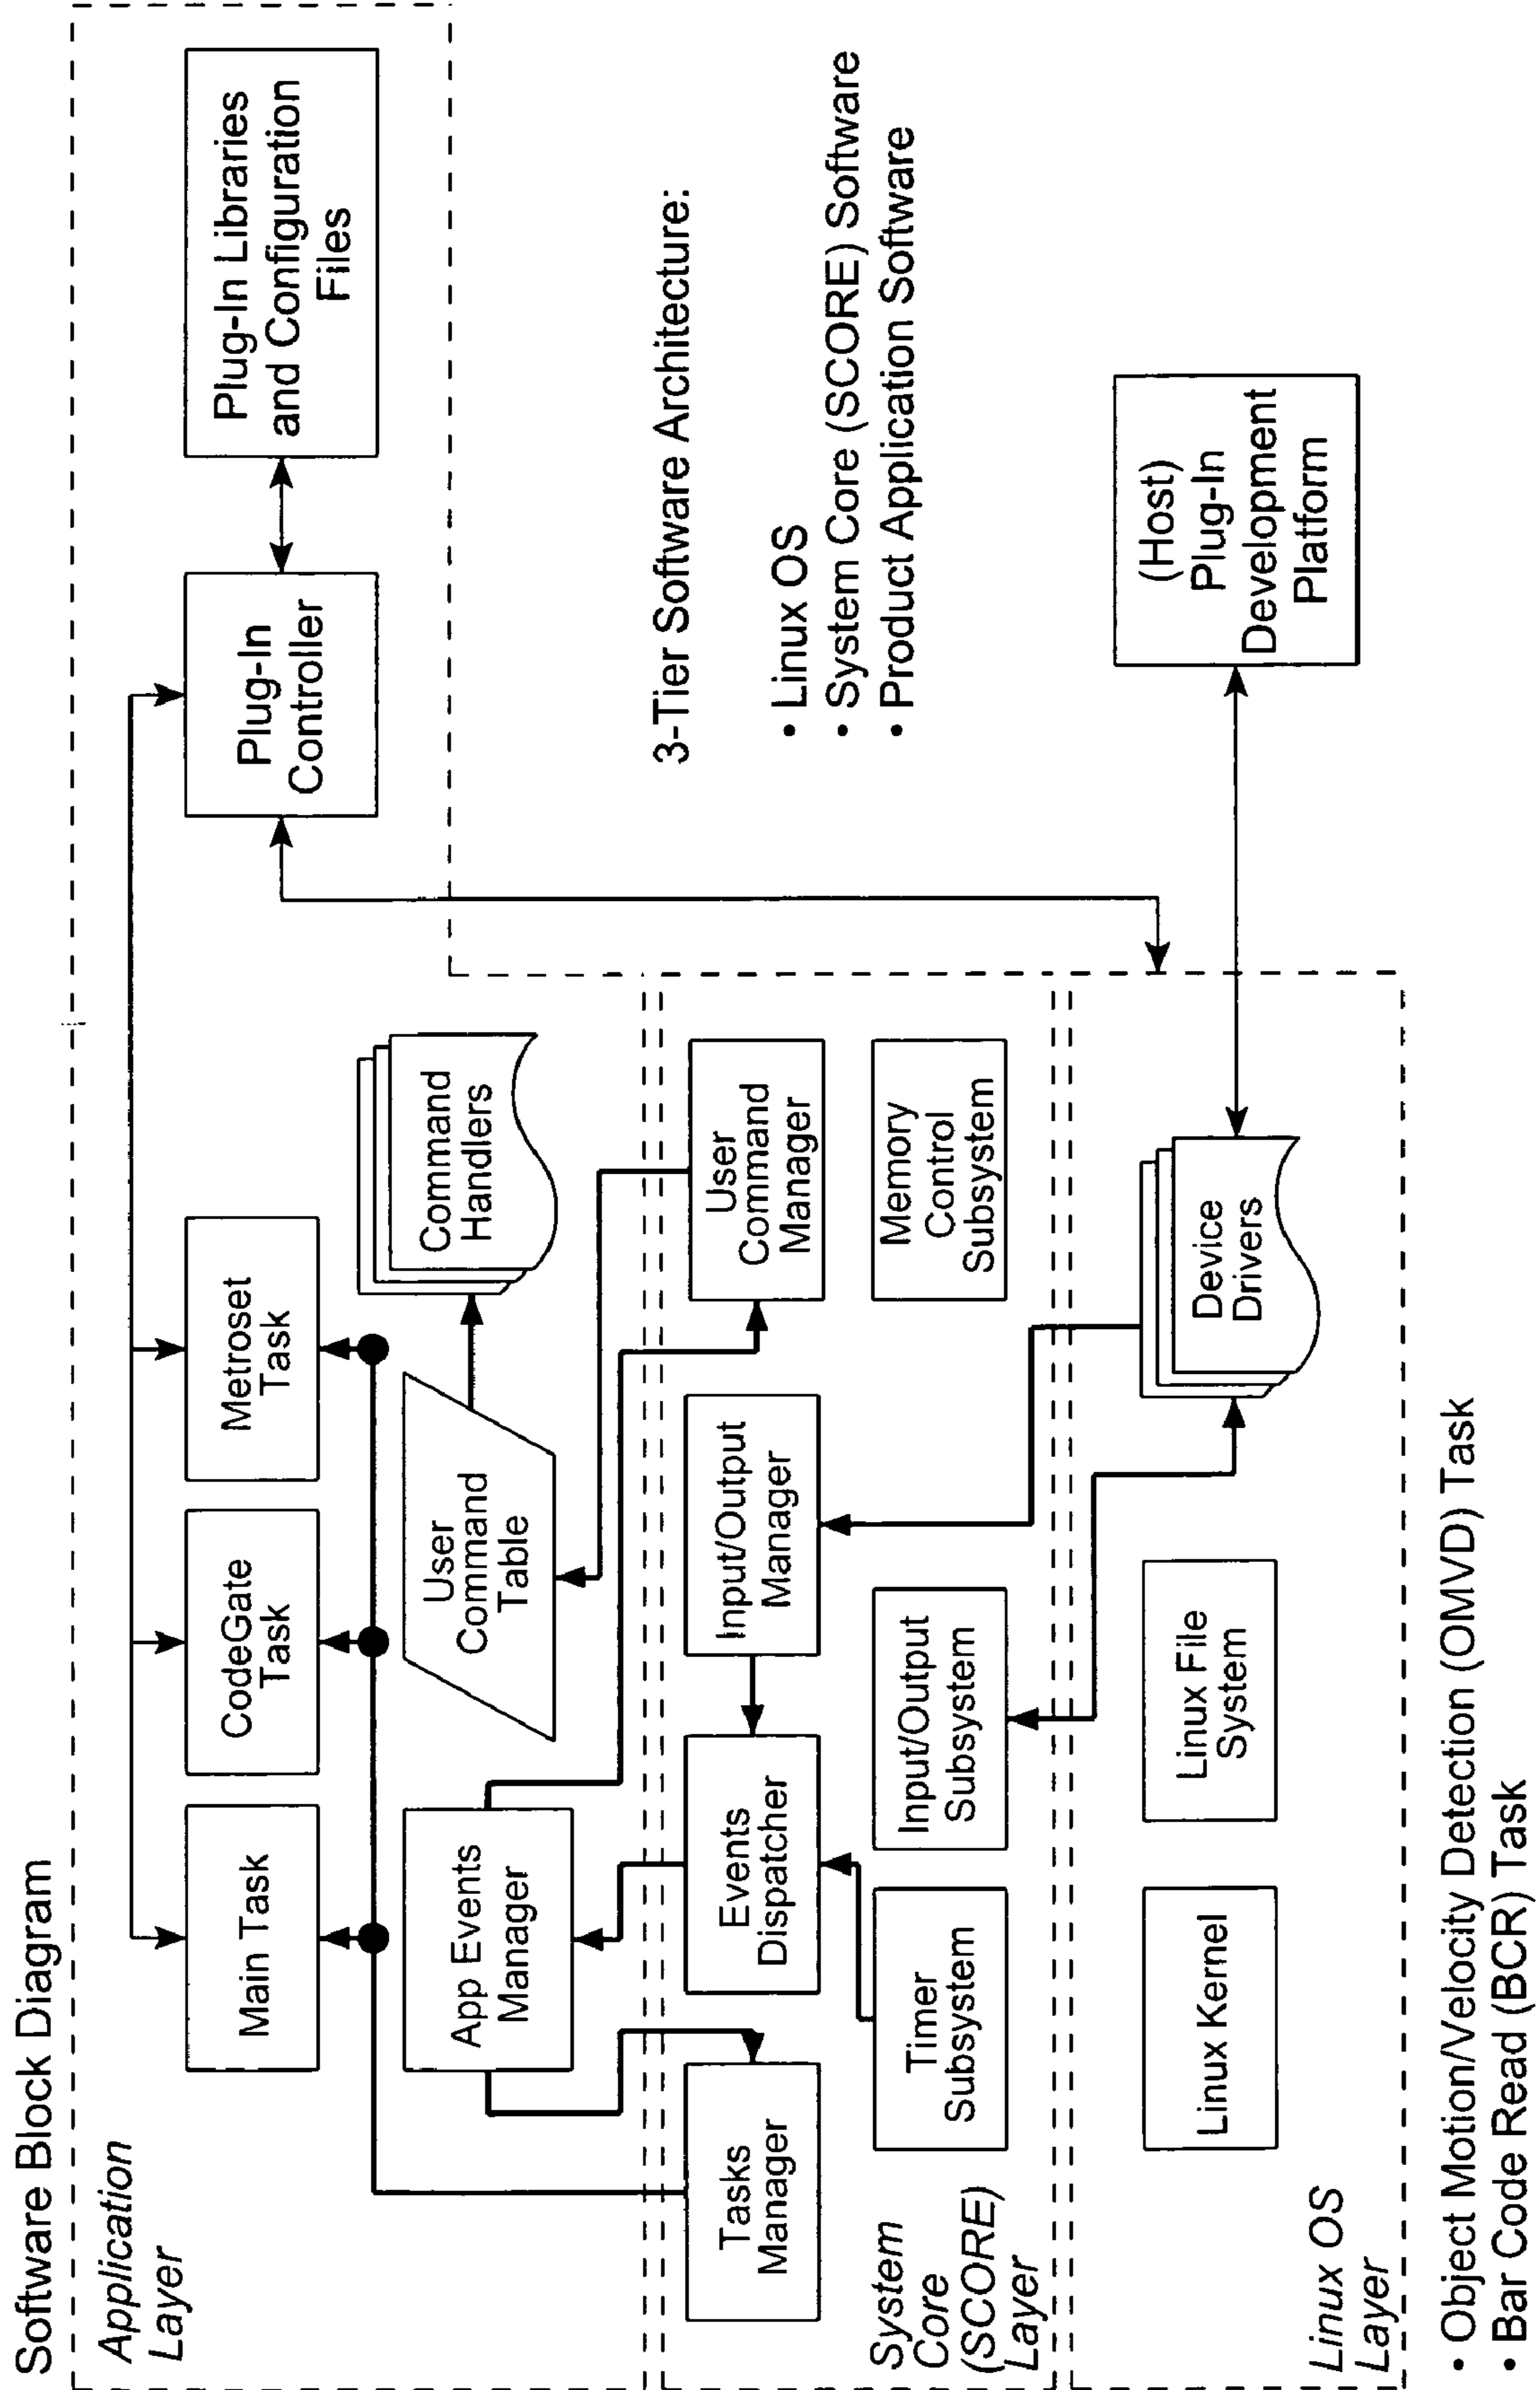 Software Block Diagram
Application
Layer
Main Task
CodeGate
Task
Metroset
Task
Plug-In
Controller
Plug-In Libraries
and Configuration
Files
App Events
Manager
User
Command
Table
Command
Handlers
Tasks
Manager
Events
Dispatcher
Input/Output
Manager
User
Command
Manager
System
Core
(SCORE)
Layer
Timer
Subsystem
Input/Output
Subsystem
Memory
Control
Subsystem
3-Tier Software Architecture:
• Linux OS
• System Core (SCORE) Software
• Product Application Software
Linux OS
Layer
Linux Kernel
Linux File
System
Device
Drivers
(Host)
Plug-In
Development
Platform
• Object Motion/Velocity Detection (OMVD) Task
• Bar Code Read (BCR) Task